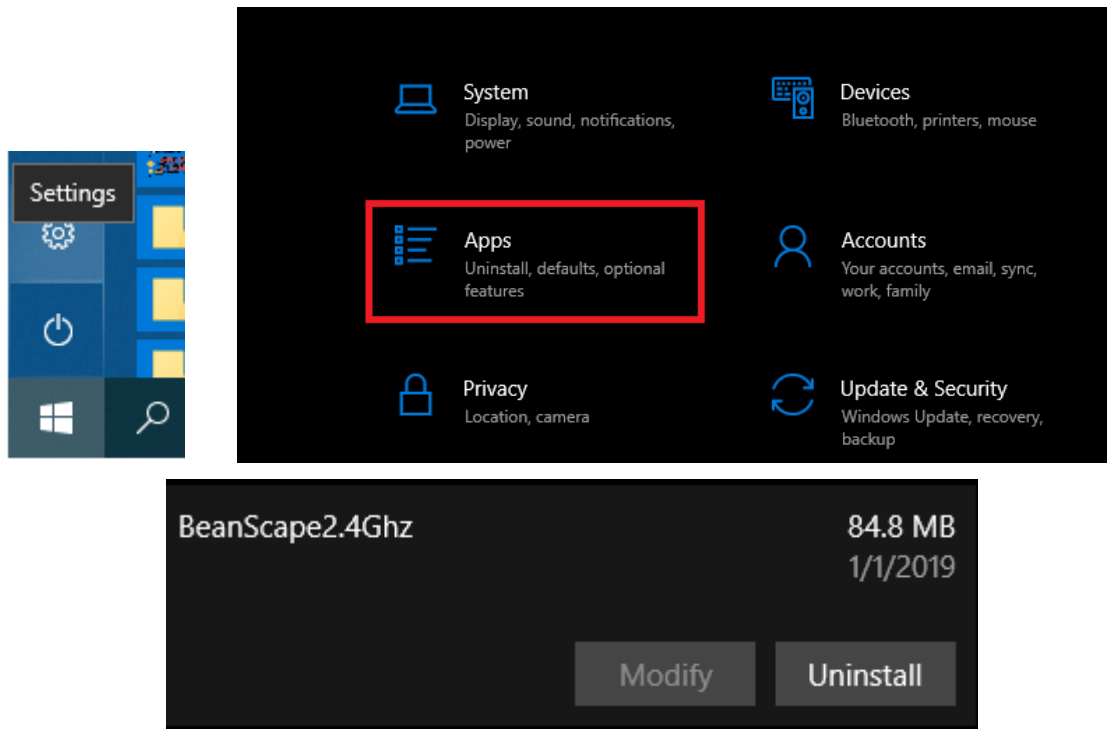 Settings
System
Display, sound, notifications,
power
Devices
Bluetooth, printers, mouse
Apps
Uninstall, defaults, optional
features
Accounts
Your accounts, email, sync,
work, family
Privacy
Location, camera
Update & Security
Windows Update, recovery,
backup
BeanScape2.4Ghz
84.8 MB
1/1/2019
Modify
Uninstall